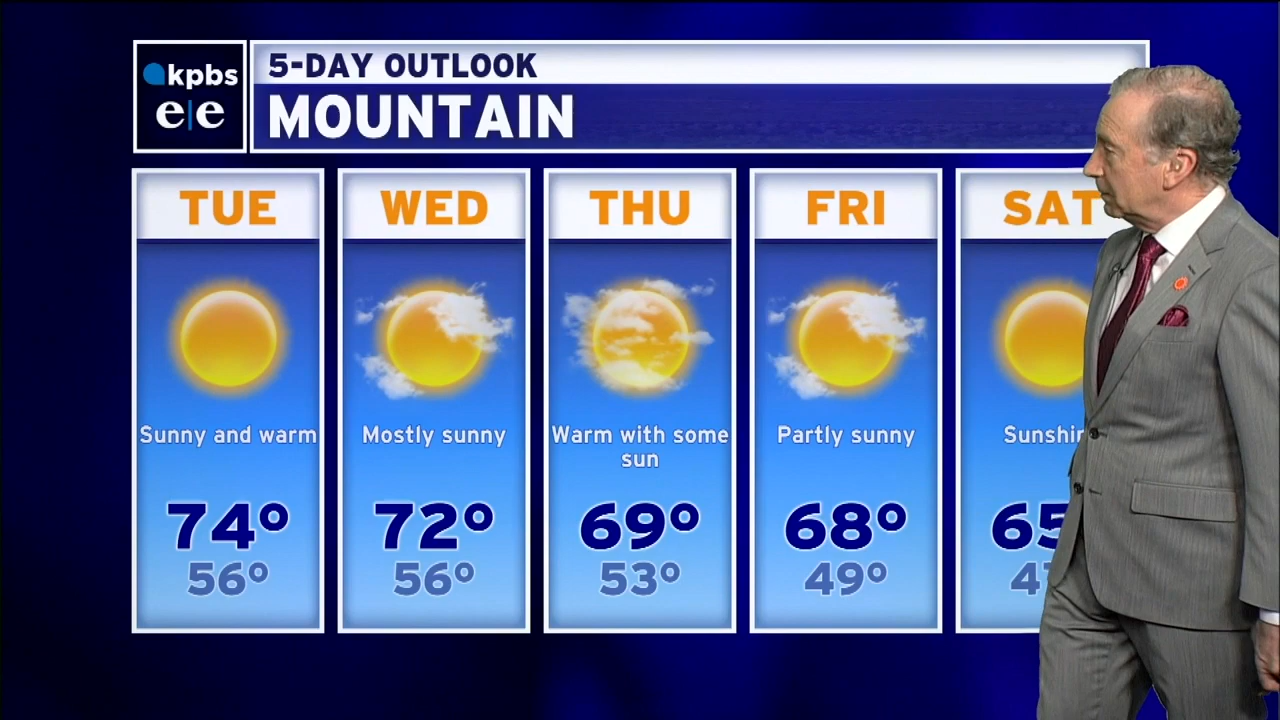 kpbs
e|e
5-DAY OUTLOOK
MOUNTAIN
TUE
WED
THU
FRI
SAT
Sunny and warm
Mostly sunny
Warm with some
sun
Partly sunny
74°
72°
69°
68°
65
56°
56°
53°
49°